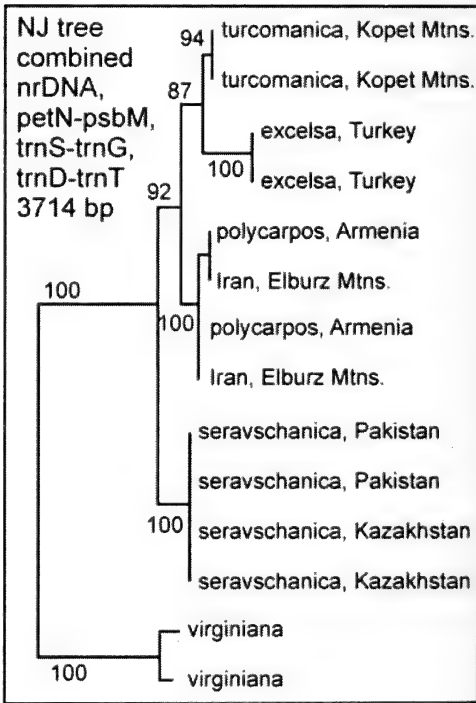 NJ tree
combined
nrDNA,
petN-psbM,
trnS-trnG,
trnD-trnT
3714 bp
94
turcomanica, Kopet Mtns.
turcomanica, Kopet Mtns.
87
excelsa, Turkey
100
excelsa, Turkey
92
polycarpos, Armenia
Iran, Elburz Mtns.
100
polycarpos, Armenia
Iran, Elburz Mtns.
100
seravschanica, Pakistan
seravschanica, Pakistan
100
seravschanica, Kazakhstan
seravschanica, Kazakhstan
virginiana
100
virginiana